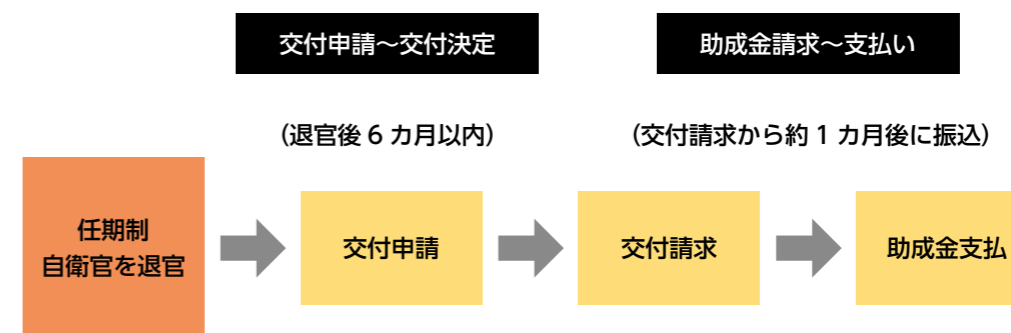 交付申請～交付決定
助成金請求～支払い
（退官後 6 カ月以内）
（交付請求から約 1 カ月後に振込）
任期制
自衛官を退官
交付申請
交付請求
助成金支払